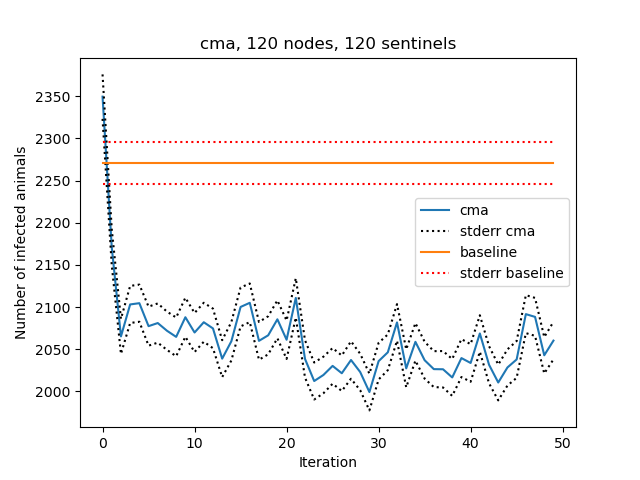 cma, 120 nodes, 120 sentinels
Number of infected animals
2350
2300
2250
2200
2150
2100
2050
2000
cma
stderr cma
baseline
stderr baseline
0 10 20 30 40 50
Iteration